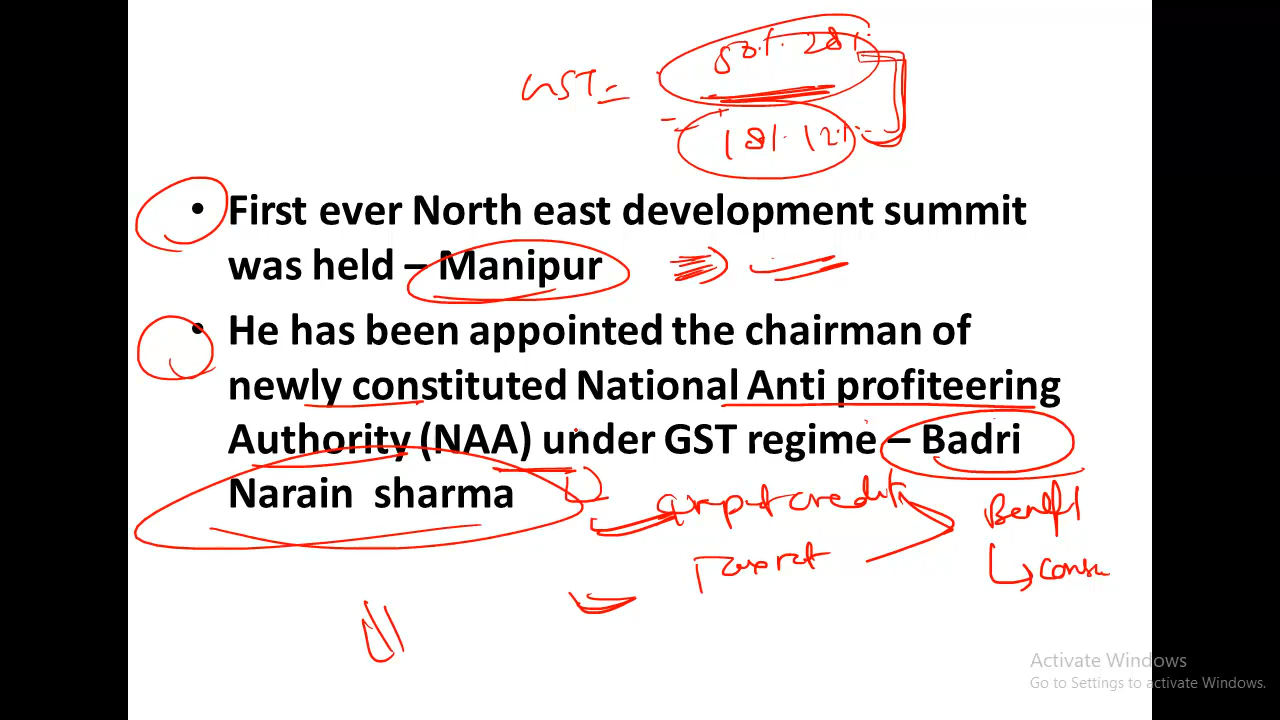 GST =
28%
18% 12%
• First ever North east development summit
was held – Manipur
• He has been appointed the chairman of
newly constituted National Anti profiteering
Authority (NAA) under GST regime – Badri
Narain sharma
credit
Benefi
Activate Windows
Go to Settings to activate Windows.